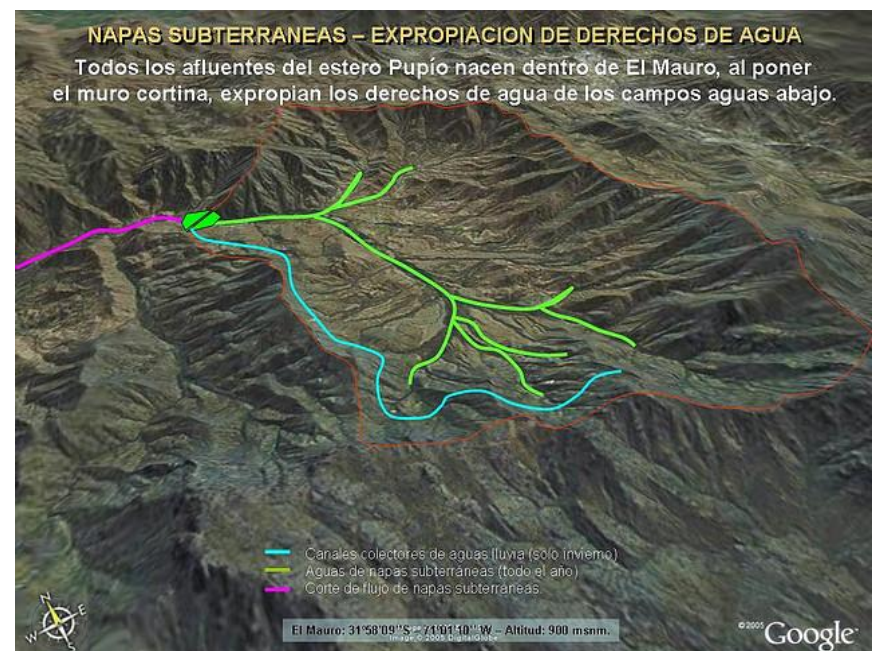 NAPAS SUBTERRANEAS – EXPROPIACION DE DERECHOS DE AGUA
Todos los afluentes del estero Pupío nacen dentro de El Mauro, al poner
el muro cortina, expropian los derechos de agua de los campos aguas abajo.
Canales colectores de aguas lluvia (solo invierno)
Aguas de napas subterráneas (todo el año)
Corte de flujo de napas subterraneas.
N
E
W
S
El Mauro: 31°58'09''S – 71°01'10'' W – Altitud: 900 msnm.
Image © 2005 DigitalGlobe
©2005 Google